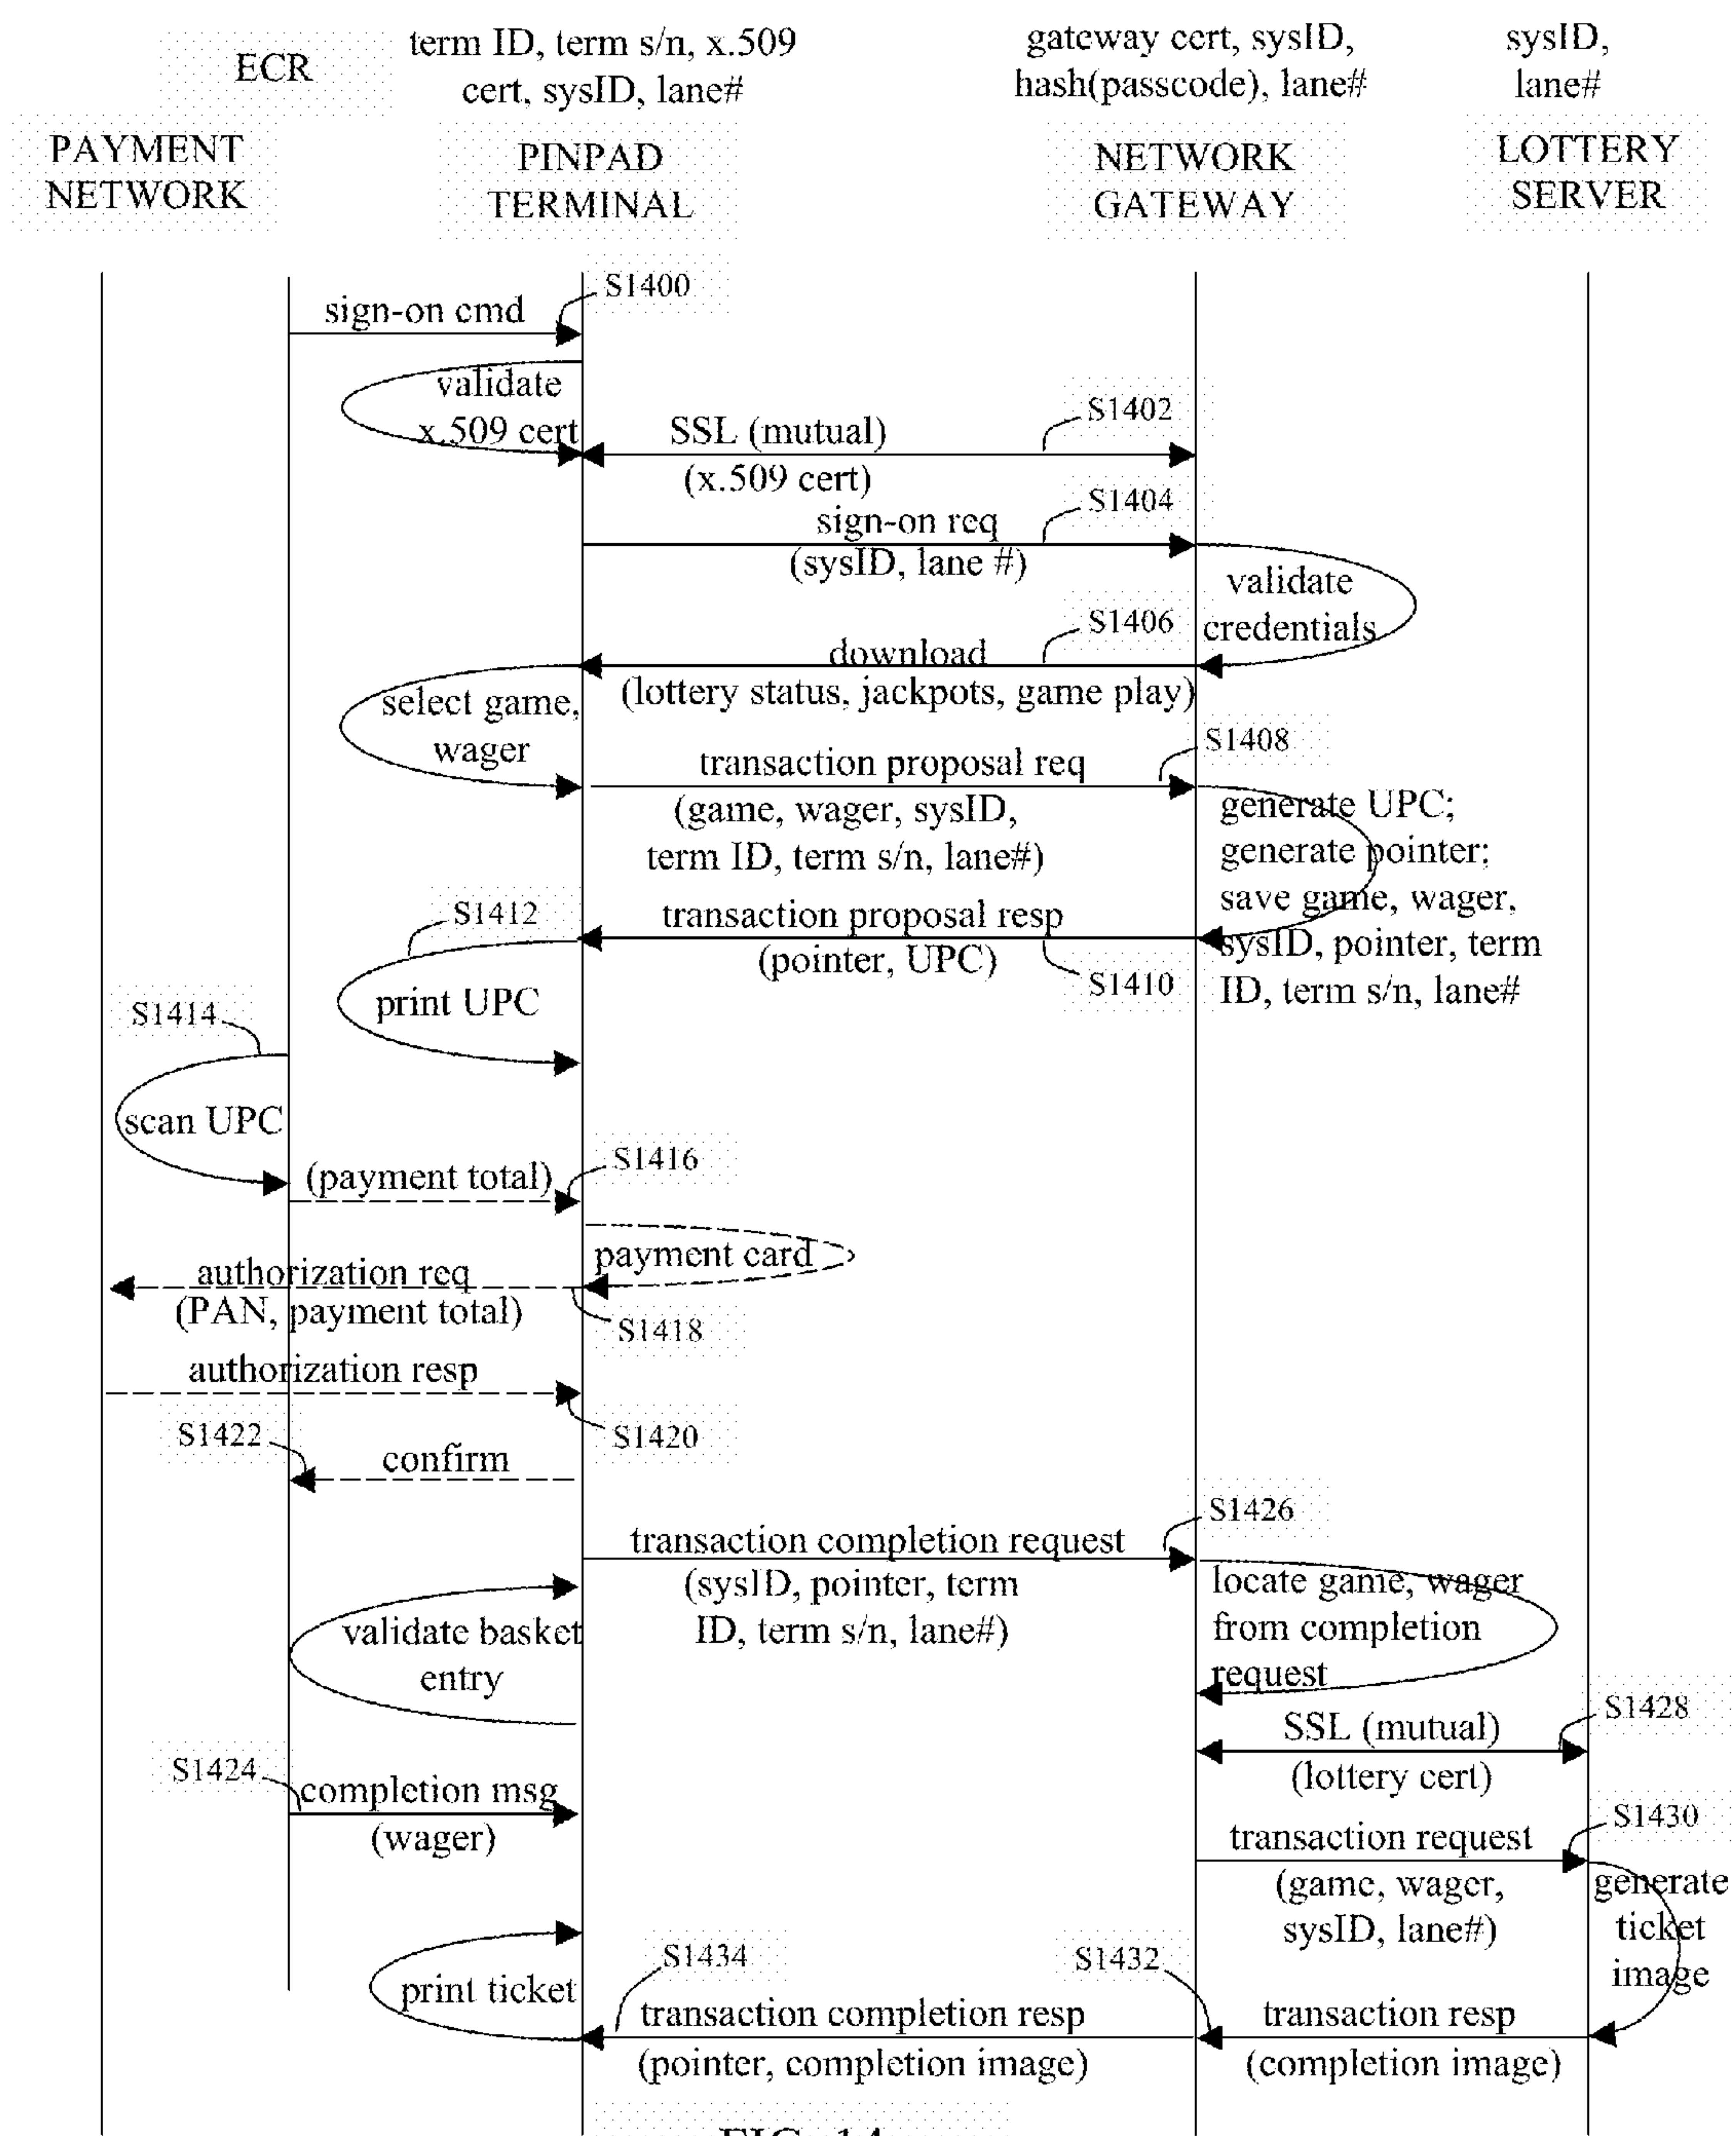 ECR
term ID, term s/n, x.509
cert, sysID, lane#
gateway cert, sysID,
hash(passcode), lane#
sysID,
lane#
PAYMENT
NETWORK
PINPAD
TERMINAL
NETWORK
GATEWAY
LOTTERY
SERVER
S1400
sign-on cmd
validate
x.509 cert
S1402
SSL (mutual)
(x.509 cert)
S1404
sign-on req
(sysID, lane #)
validate
credentials
S1406
download
(lottery status, jackpots, game play)
select game,
wager
S1408
transaction proposal req
(game, wager, sysID,
term ID, term s/n, lane#)
generate UPC;
generate pointer;
save game, wager,
sysID, pointer, term
ID, term s/n, lane#
S1412
transaction proposal resp
(pointer, UPC)
S1410
print UPC
S1414
scan UPC
(payment total)
S1416
payment card
authorization req
(PAN, payment total)
S1418
authorization resp
S1420
S1422
confirm
S1426
transaction completion request
(sysID, pointer, term
ID, term s/n, lane#)
locate game, wager
from completion
request
validate basket
entry
S1428
SSL (mutual)
(lottery cert)
S1424
completion msg
(wager)
S1430
transaction request
(game, wager,
sysID, lane#)
generate
ticket
image
S1434
S1432
print ticket
transaction completion resp
(pointer, completion image)
transaction resp
(completion image)
FIG. 14